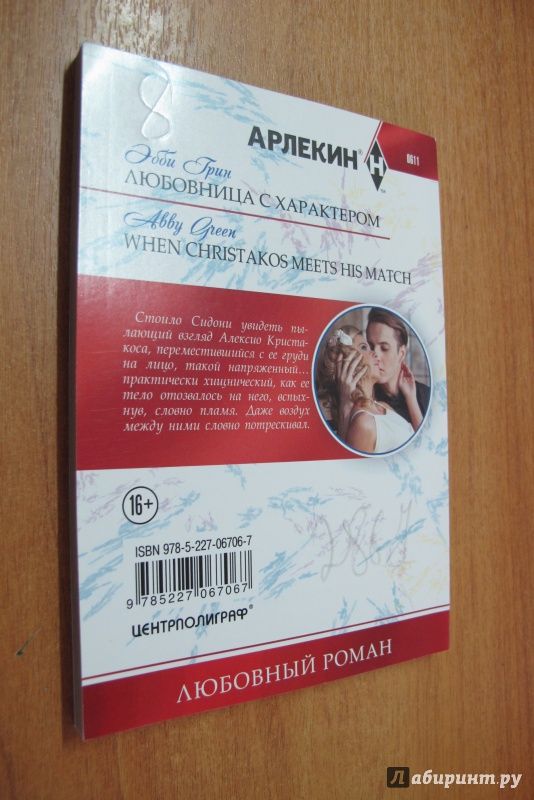 АРЛЕКИН®
0611
Эбби Грин
ЛЮБОВНИЦА С ХАРАКТЕРОМ
Abby Green
WHEN CHRISTAKOS MEETS HIS MATCH
Стоило Сидони увидеть пы-
лающий взгляд Алексио Криста-
коса, переместившийся с ее груди
на лицо, такой напряженный...
практически хищнический, как ее
тело отозвалось на него, вспых-
нув, словно пламя. Даже воздух
между ними словно потрескивал.
16+
ISBN 978-5-227-06706-7
9 785227 067067
ЦЕНТРПОЛИГРАФ®
ЛЮБОВНЫЙ РОМАН
Лабиринт.ру